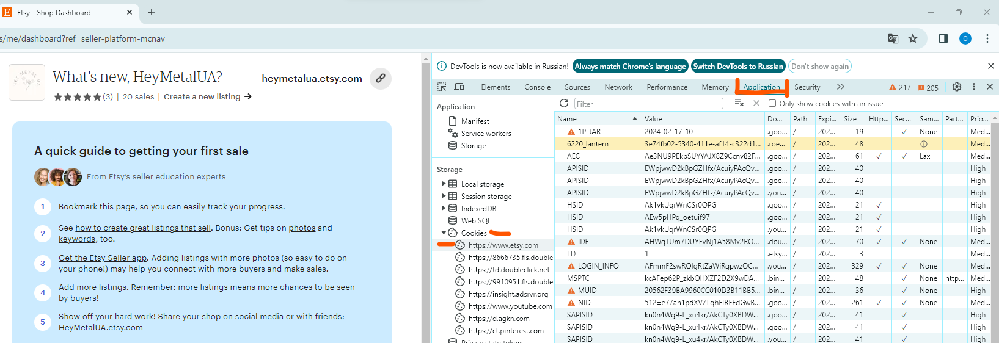 Etsy - Shop Dashboard
s/me/dashboard?ref=seller-platform-mcnav
HEY METAL UA
What's new, HeyMetalUA?
heymetalua.etsy.com
(3) | 20 sales | Create a new listing →
A quick guide to getting your first sale
From Etsy's seller education experts
1 Bookmark this page, so you can easily track your progress.
2 See how to create great listings that sell. Bonus: Get tips on photos and
keywords, too.
3 Get the Etsy Seller app. Adding listings with more photos (so easy to do on
your phone!) may help you connect with more buyers and make sales.
4 Add more listings. Remember: more listings means more chances to be seen
by buyers!
5 Show off your hard work! Share your shop on social media or with friends:
HeyMetalUA.etsy.com
DevTools is now available in Russian! Always match Chrome's language Switch DevTools to Russian Don't show again
Elements Console Sources Network Performance Memory Application Security 217 205
Application
Manifest
Service workers
Storage
Storage
Local storage
Session storage
IndexedDB
Web SQL
Cookies
https://www.etsy.com
https://8666735.fls.double
https://td.doubleclick.net
https://9910951.fls.double
https://insight.adsrvr.org
https://www.youtube.com
https://d.agkn.com
https://ct.pinterest.com
Private state tokens
Filter Only show cookies with an issue
Name Value Do... Path Expi... Size Http... Sec... Sam... Part... Prio...
1P_JAR 2024-02-17-10 .goo... / 202... 19 ✓ None Med...
6220_lantern 3e74fb02-5340-411e-af14-c322d1... .roe... / 202... 48 Med...
AEC Ae3NU9PEkpSUYYAJX8Z9Ccnv82F... .goo... / 202... 61 ✓ ✓ Lax Med...
APISID EWpjwwD2kBpGZHfx/AcuiyPAcQv... .goo... / 202... 40 High
APISID EWpjwwD2kBpGZHfx/AcuiyPAcQv... .goo... / 202... 40 High
APISID EWpjwwD2kBpGZHfx/AcuiyPAcQv... .you... / 202... 40 High
HSID Ak1vkUqrWnCSr0QPG .goo... / 202... 21 ✓ High
HSID AEw5pHPq_oetuif97 .goo... / 202... 21 ✓ High
HSID Ak1vkUqrWnCSr0QPG .you... / 202... 21 ✓ High
IDE AHWqTUm7DUYEvNj1A58Mx2RO... .dou... / 202... 70 ✓ ✓ None Med...
LD 1 .etsy... / 202... 3 Med...
LOGIN_INFO AFmmF2swRQIgRtZaWiRgpwzOC... .you... / 202... 329 ✓ ✓ None Med...
MSPTC kcAFep62P_zkbQHXZF2D2X9wDA... .bin... / 202... 48 ✓ None http... Med...
MUID 20562F39BA9960CC010D3B11BB5... .bin... / 202... 36 ✓ None Med...
NID 512=e77ah1pdXVZLqhFlRFEdGwB... .goo... / 202... 261 ✓ ✓ None Med...
SAPISID kn0n4Wg9-L_xu4kr/AkCTy0XBDW... .goo... / 202... 41 ✓ High
SAPISID kn0n4Wg9-L_xu4kr/AkCTy0XBDW... .goo... / 202... 41 ✓ High
SAPISID kn0n4Wg9-L_xu4kr/AkCTy0XBDW... .you... / 202... 41 ✓ High